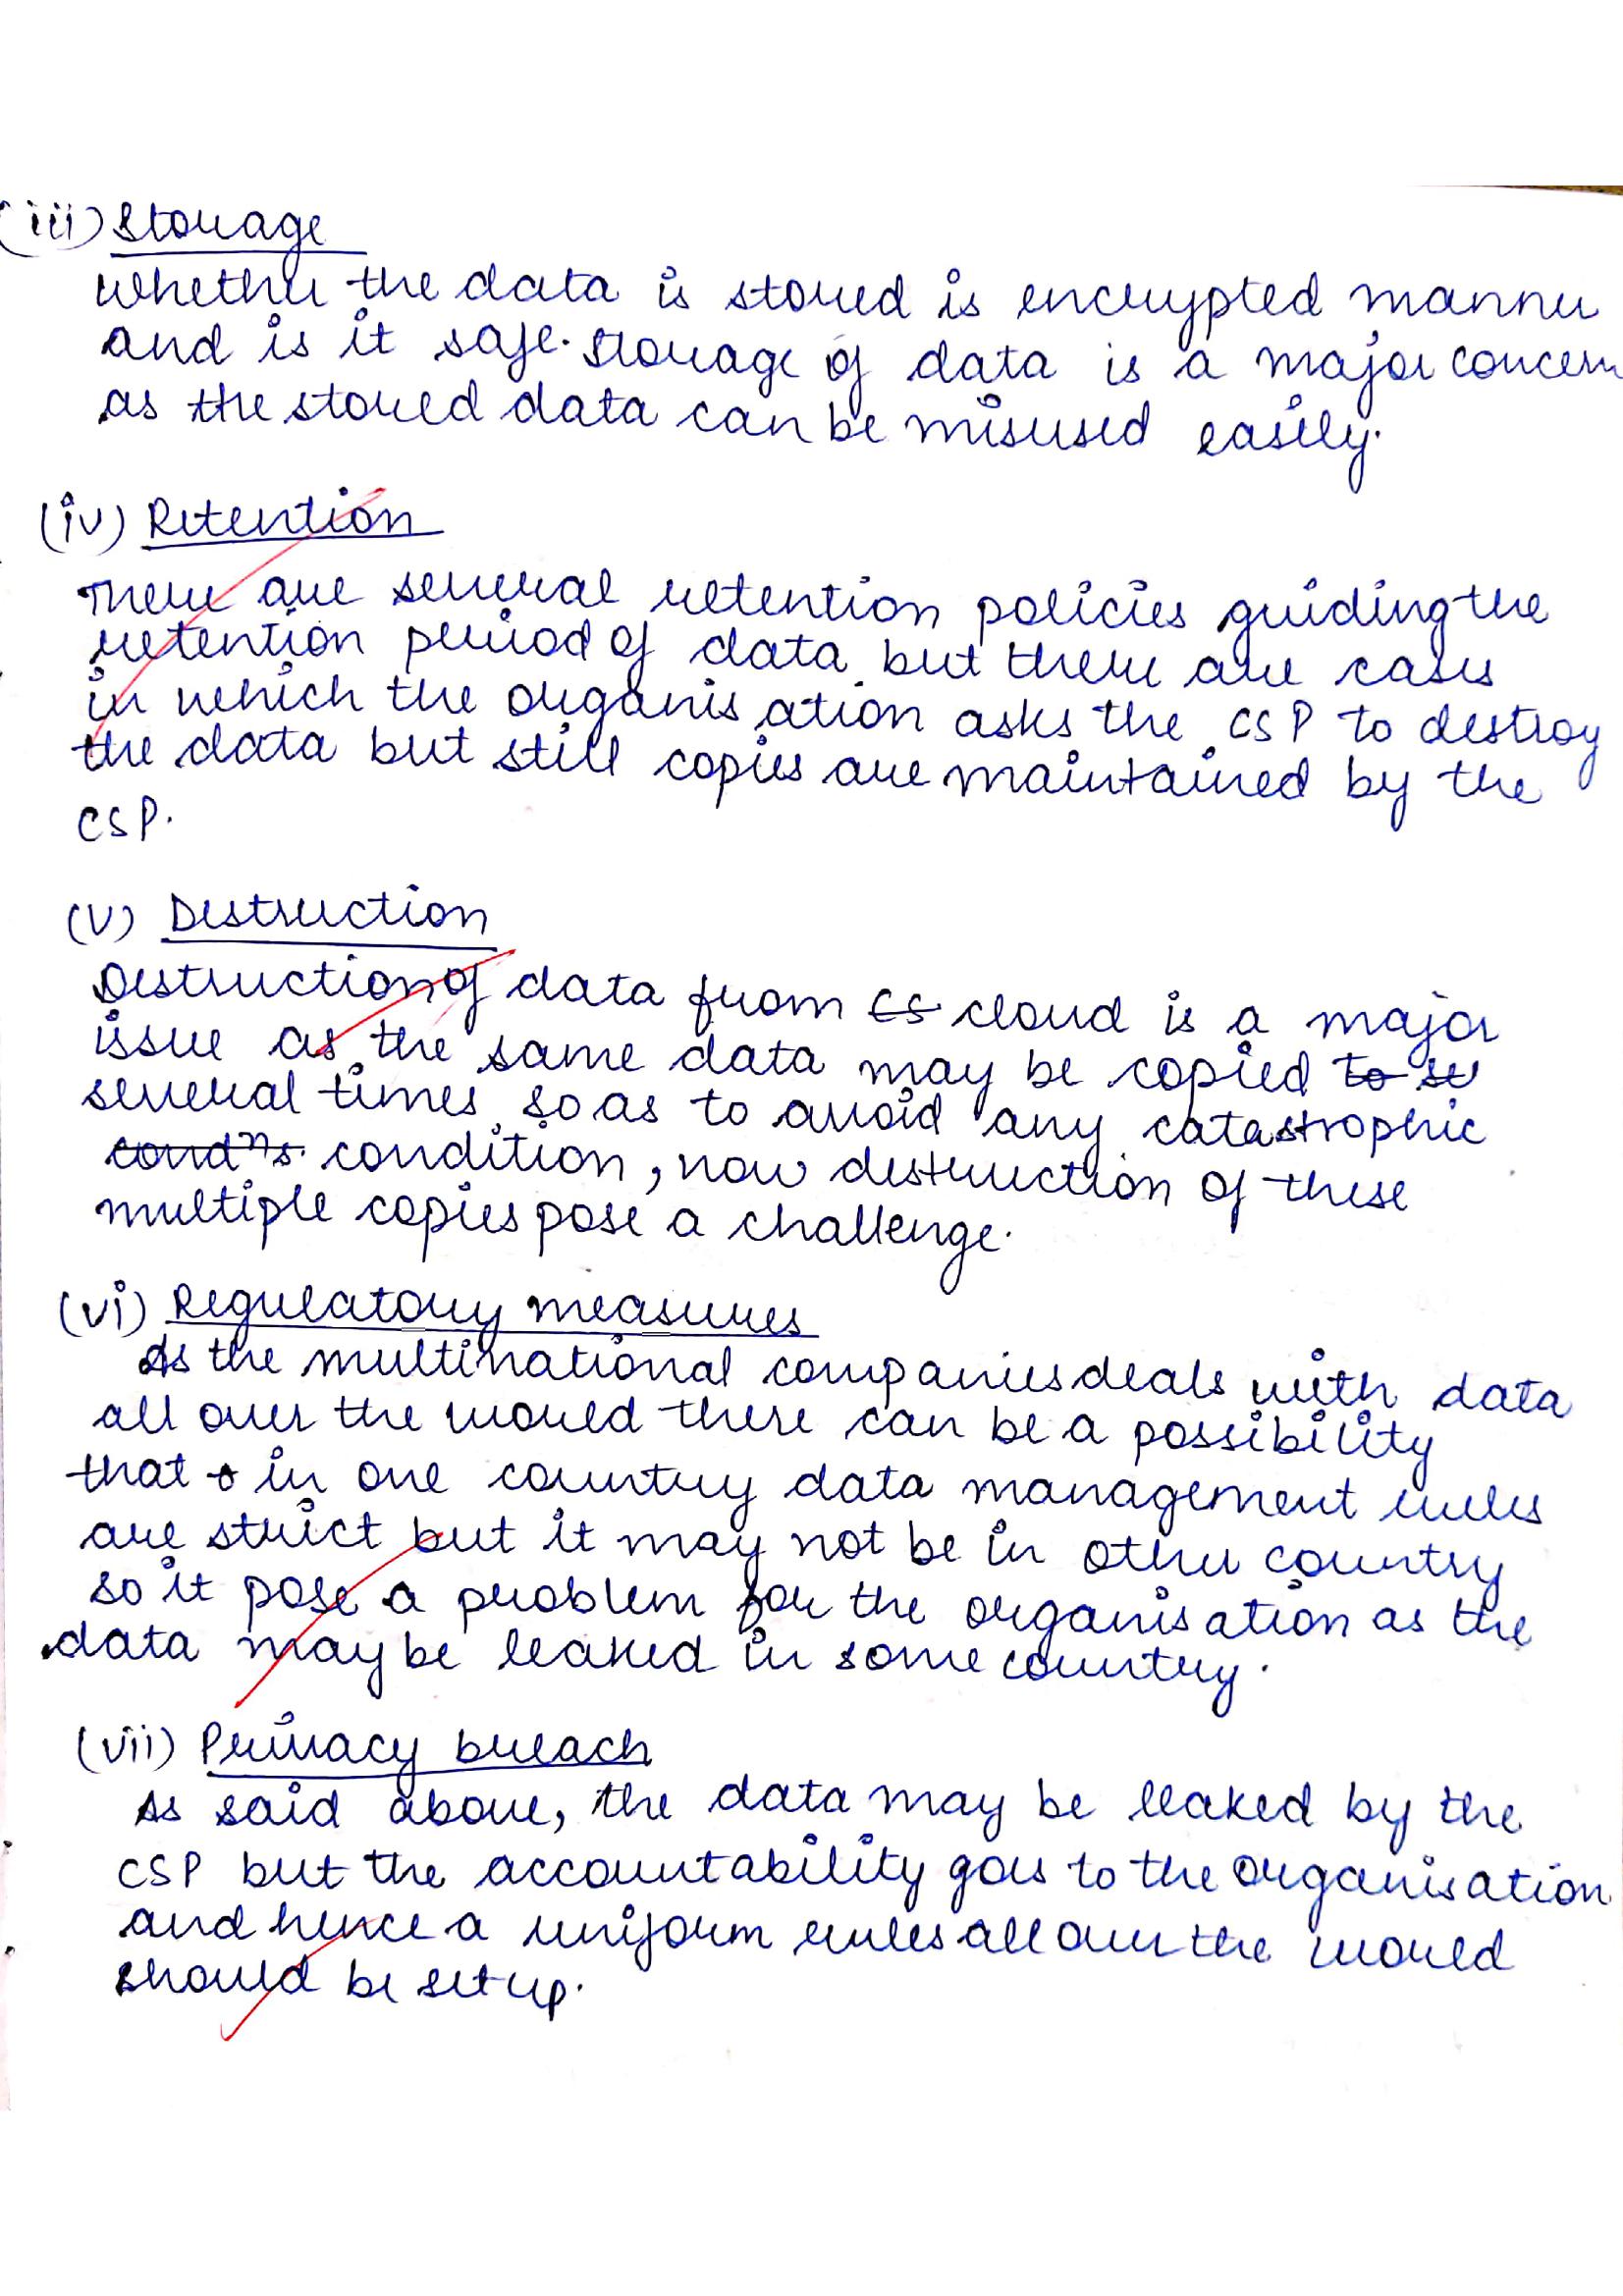 (iii) Storage
whether the data is stored is encrypted manner
and is it safe. Storage of data is a major concern
as the stored data can be misused easily.
(iv) Retention
There are several retention policies guiding the
retention period of data but there are cases
in which the organisation asks the CSP to destroy
the data but still copies are maintained by the
CSP.
(v) Destruction
Destruction of data from cs cloud is a major
issue as the same data may be copied to se
several times so as to avoid any catastrophic
condns. condition, now destruction of these
multiple copies pose a challenge.
(vi) Regulatory measures
As the multinational companies deals with data
all over the world there can be a possibility
that in one country data management rules
are strict but it may not be in other country
so it pose a problem for the organisation as the
data may be leaked in some country.
(vii) Privacy breach
As said above, the data may be leaked by the
CSP but the accountability goes to the organisation
and hence a uniform rules all over the world
should be set up.